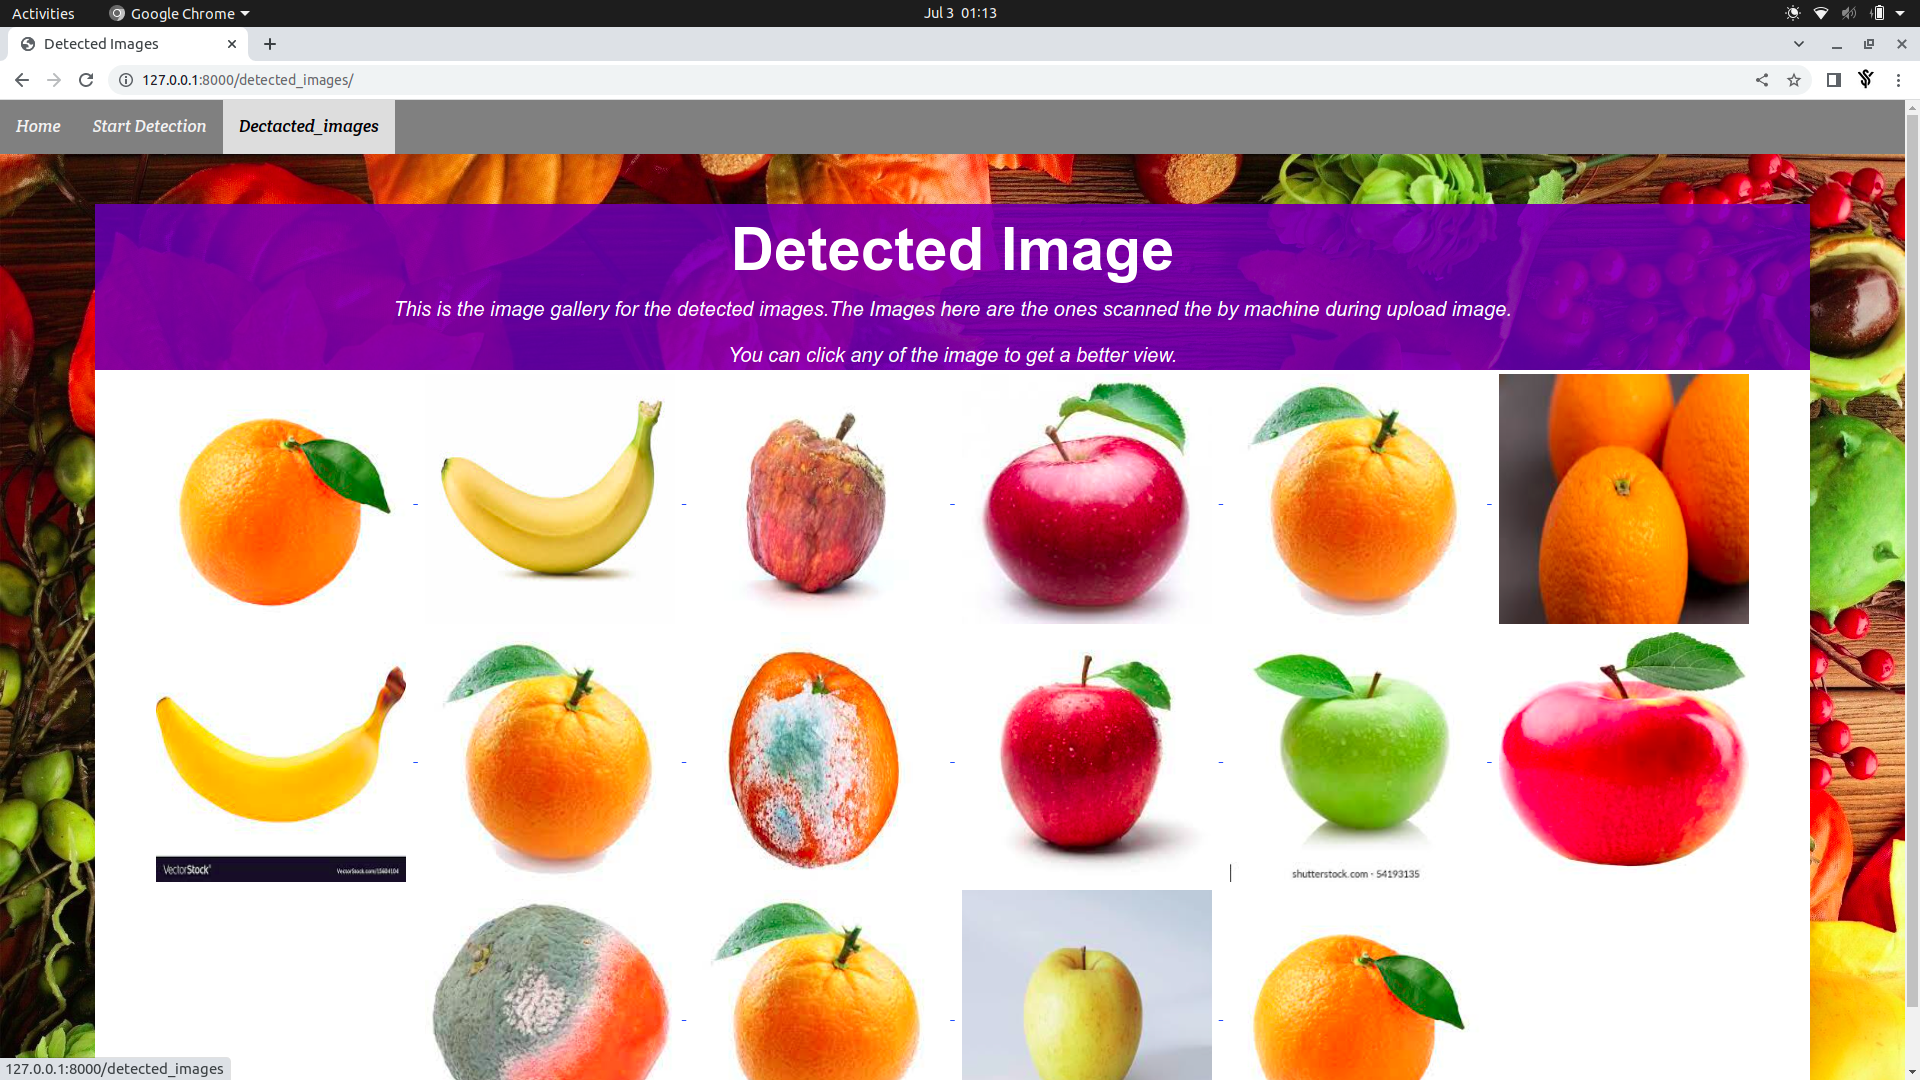 Activities
Google Chrome
Jul 3 01:13
Detected Images
127.0.0.1:8000/detected_images/
Home
Start Detection
Dectacted_images
Detected Image
This is the image gallery for the detected images.The Images here are the ones scanned the by machine during upload image.
You can click any of the image to get a better view.
VectorStock®
VectorStock.com/15604104
shutterstock.com · 54193135
127.0.0.1:8000/detected_images